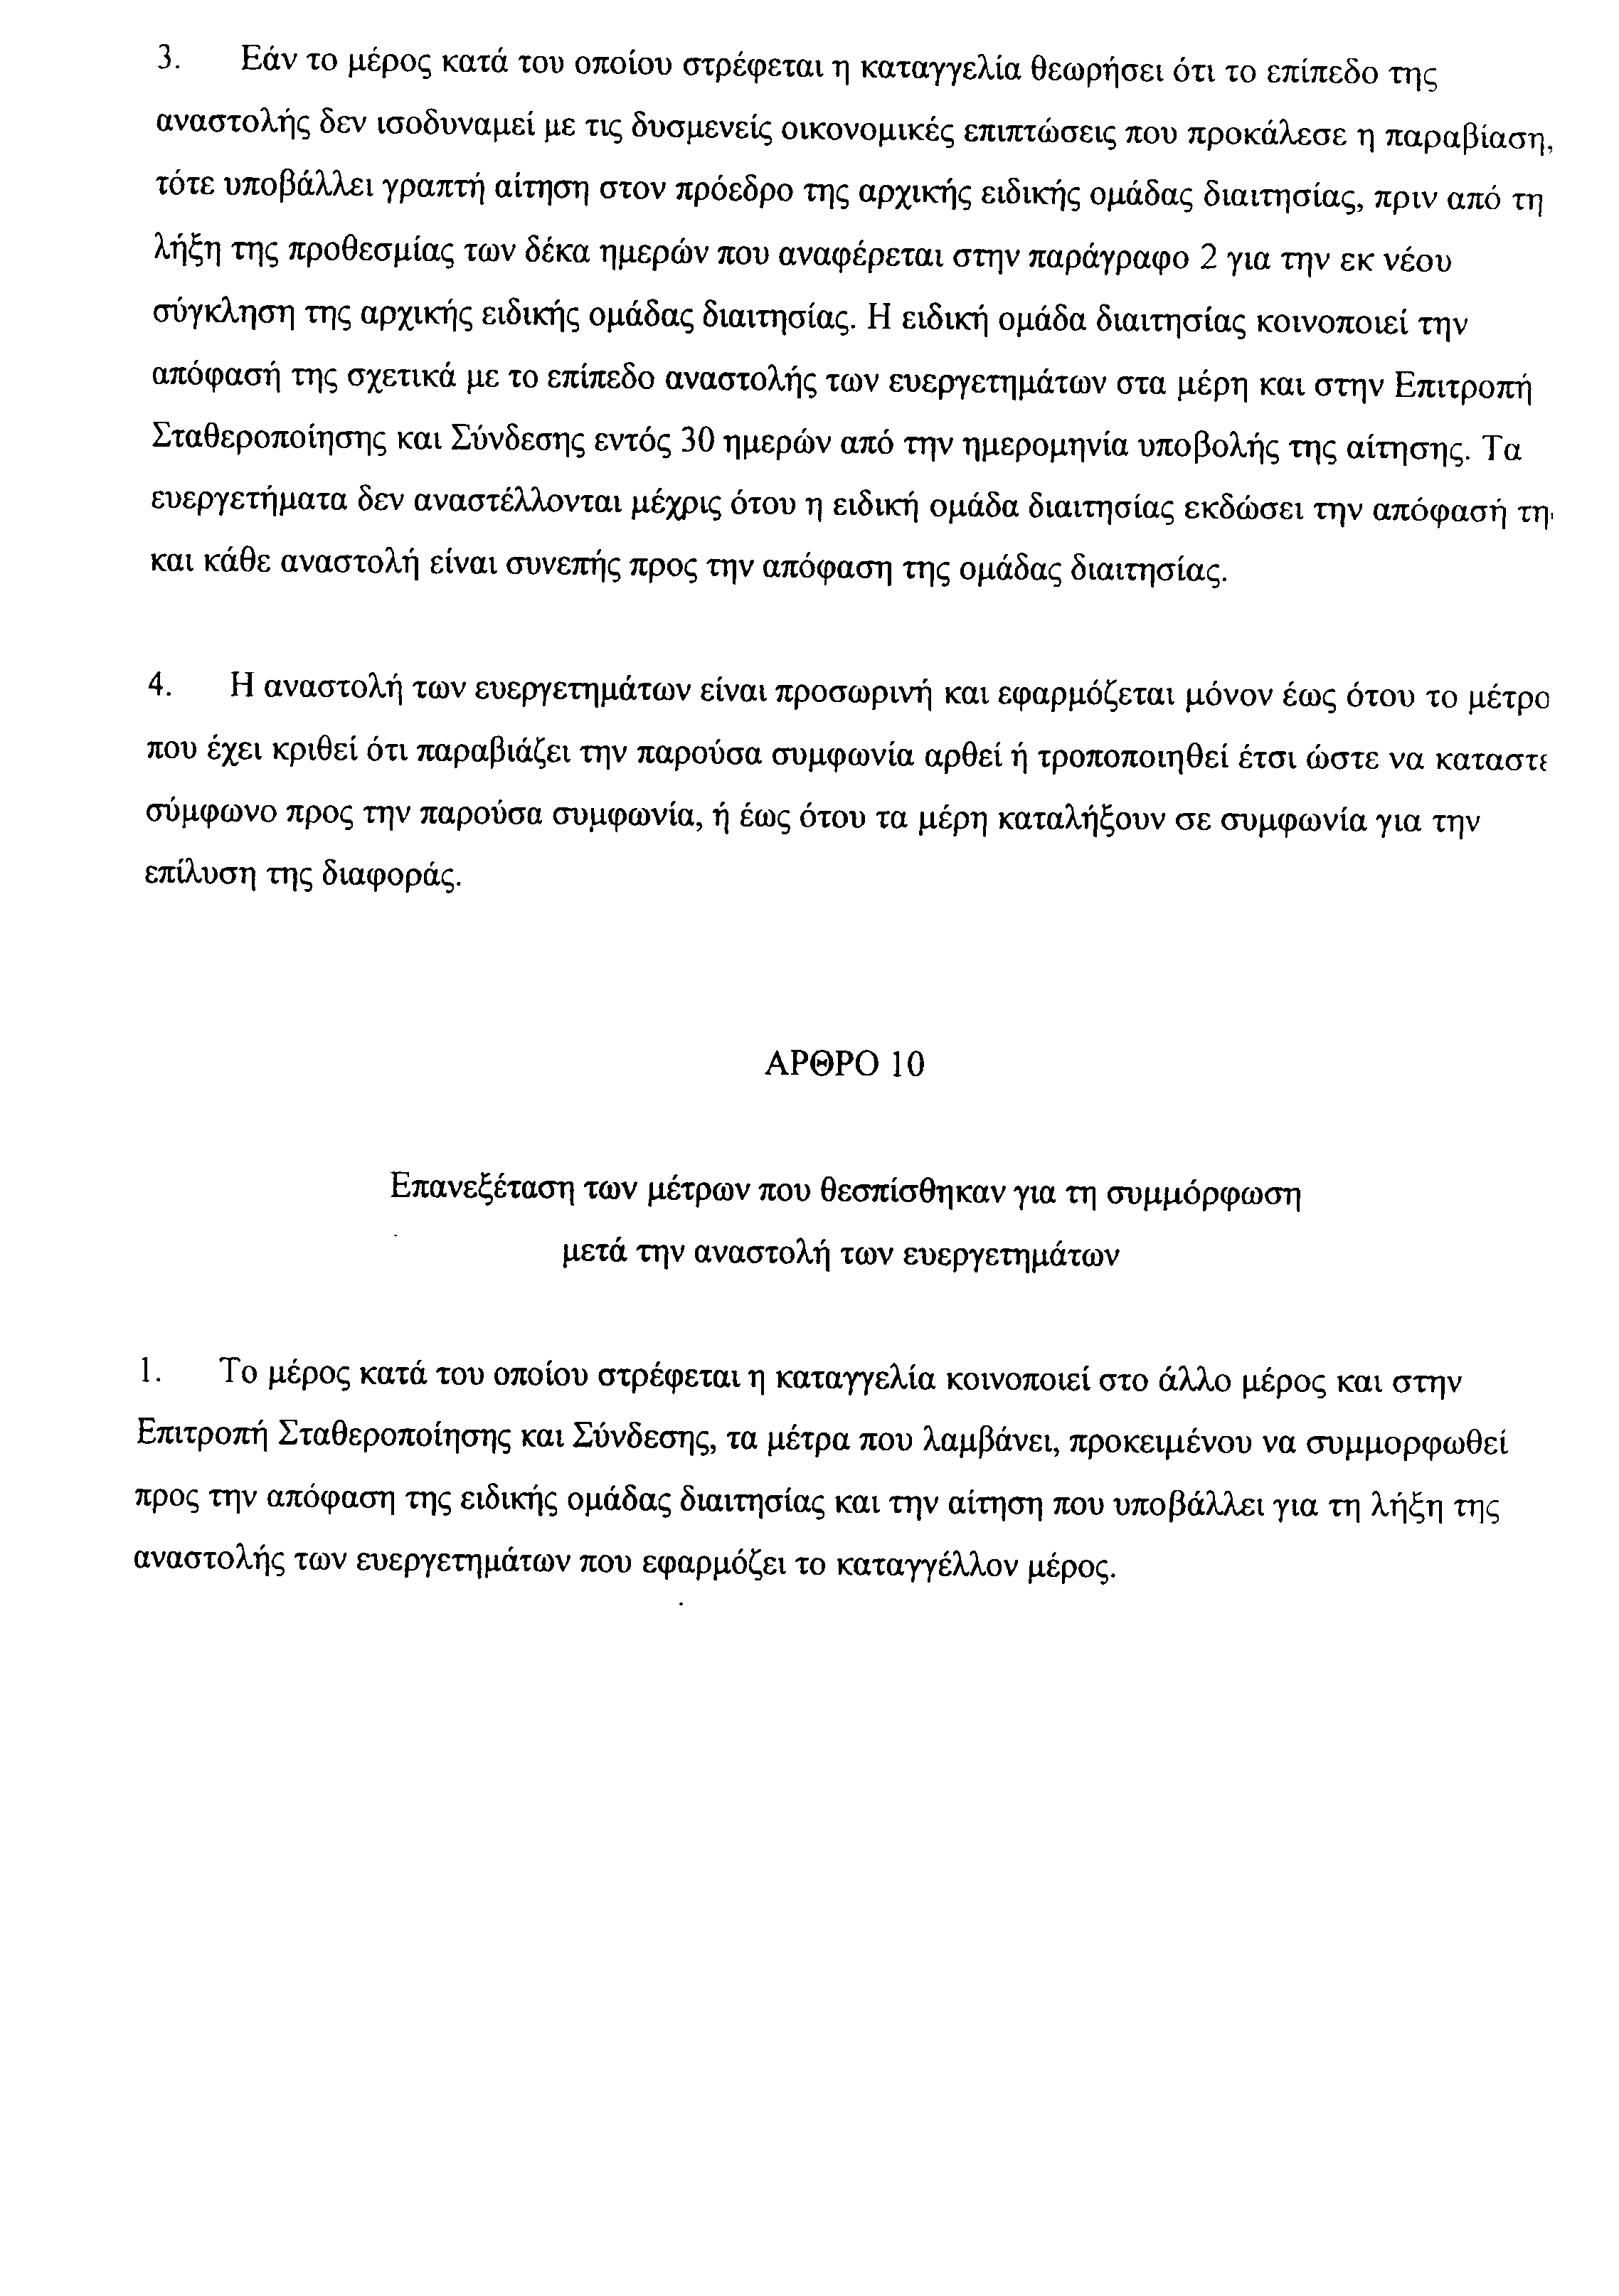 3. Εάν το μέρος κατά του οποίου στρέφεται η καταγγελία θεωρήσει ότι το επίπεδο της
αναστολής δεν ισοδυναμεί με τις δυσμενείς οικονομικές επιπτώσεις που προκάλεσε η παραβίαση,
τότε υποβάλλει γραπτή αίτηση στον πρόεδρο της αρχικής ειδικής ομάδας διαιτησίας, πριν από τη
λήξη της προθεσμίας των δέκα ημερών που αναφέρεται στην παράγραφο 2 για την εκ νέου
σύγκληση της αρχικής ειδικής ομάδας διαιτησίας. Η ειδική ομάδα διαιτησίας κοινοποιεί την
απόφασή της σχετικά με το επίπεδο αναστολής των ευεργετημάτων στα μέρη και στην Επιτροπή
Σταθεροποίησης και Σύνδεσης εντός 30 ημερών από την ημερομηνία υποβολής της αίτησης. Τα
ευεργετήματα δεν αναστέλλονται μέχρις ότου η ειδική ομάδα διαιτησίας εκδώσει την απόφασή τη
και κάθε αναστολή είναι συνεπής προς την απόφαση της ομάδας διαιτησίας.
4. Η αναστολή των ευεργετημάτων είναι προσωρινή και εφαρμόζεται μόνον έως ότου το μέτρο
που έχει κριθεί ότι παραβιάζει την παρούσα συμφωνία αρθεί ή τροποποιηθεί έτσι ώστε να καταστε
σύμφωνο προς την παρούσα συμφωνία, ή έως ότου τα μέρη καταλήξουν σε συμφωνία για την
επίλυση της διαφοράς.
ΑΡΘΡΟ 10
Επανεξέταση των μέτρων που θεσπίσθηκαν για τη συμμόρφωση
μετά την αναστολή των ευεργετημάτων
1. Το μέρος κατά του οποίου στρέφεται η καταγγελία κοινοποιεί στο άλλο μέρος και στην
Επιτροπή Σταθεροποίησης και Σύνδεσης, τα μέτρα που λαμβάνει, προκειμένου να συμμορφωθεί
προς την απόφαση της ειδικής ομάδας διαιτησίας και την αίτηση που υποβάλλει για τη λήξη της
αναστολής των ευεργετημάτων που εφαρμόζει το καταγγέλλον μέρος.